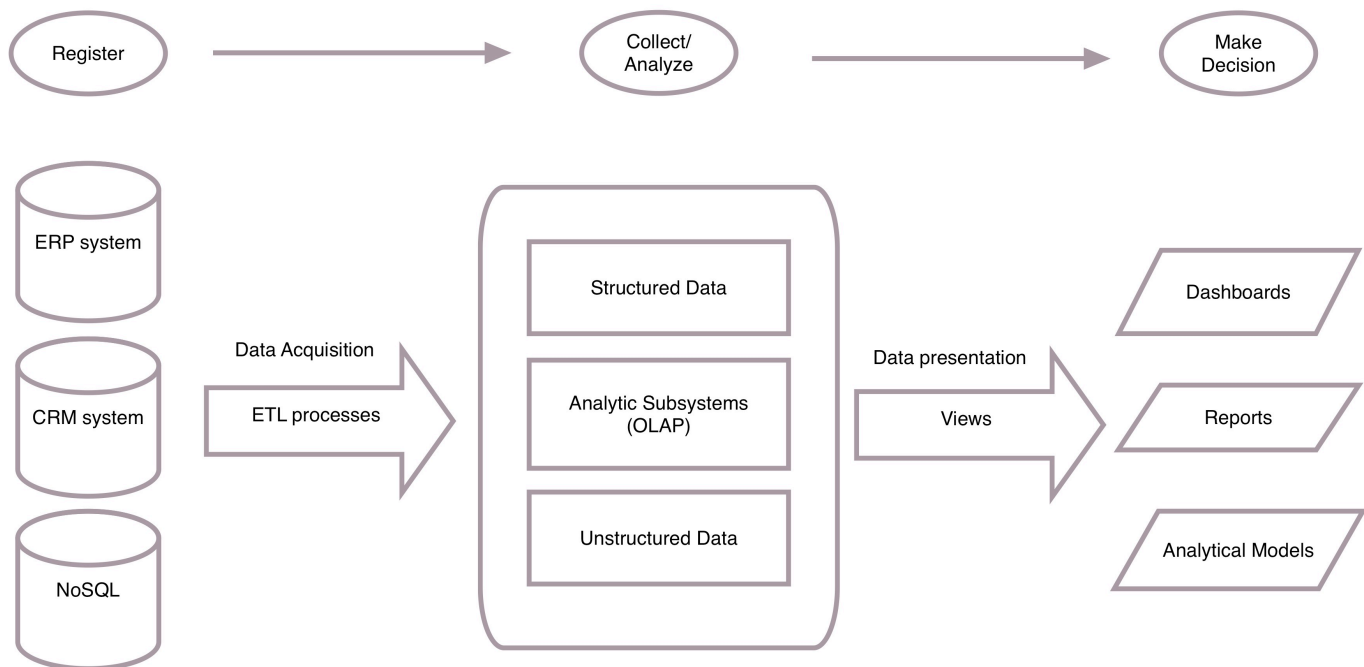 Register
Collect/
Analyze
Make
Decision
ERP system
CRM system
NoSQL
Data Acquisition
ETL processes
Structured Data
Analytic Subsystems
(OLAP)
Unstructured Data
Data presentation
Views
Dashboards
Reports
Analytical Models